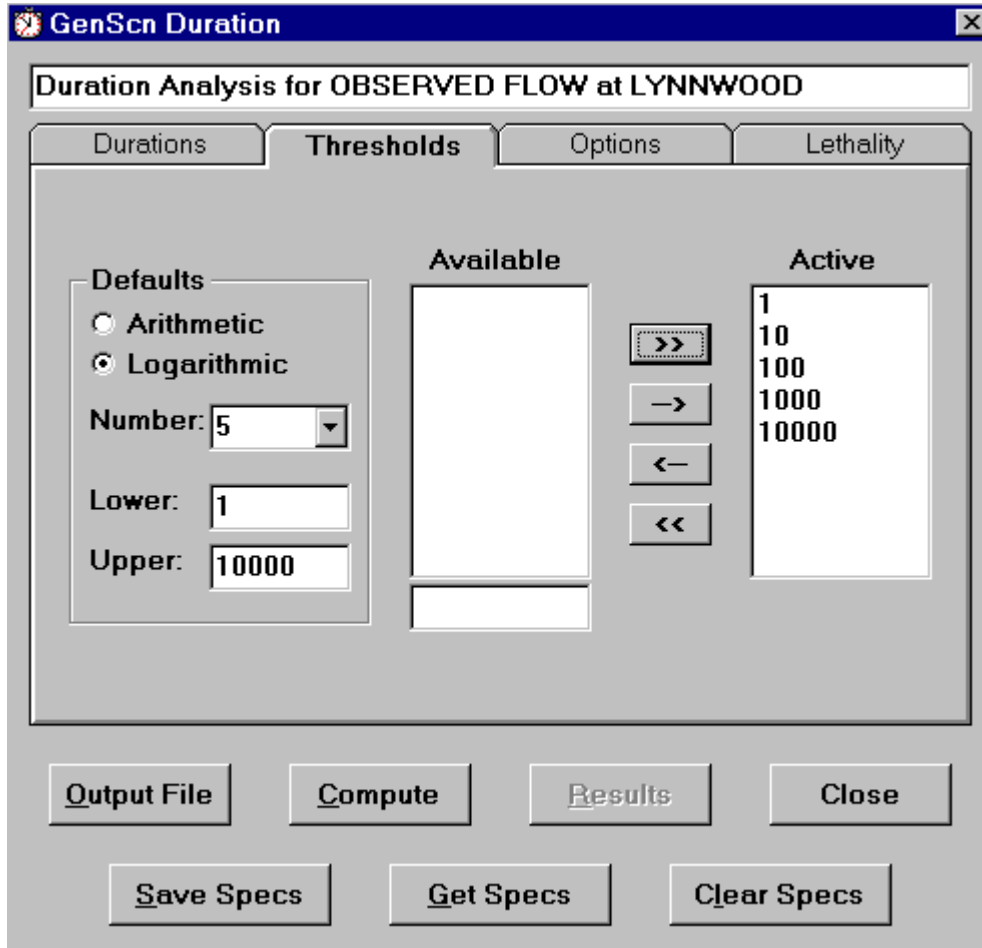 GenScn Duration
Duration Analysis for OBSERVED FLOW at LYNNWOOD
Durations
Thresholds
Options
Lethality
Defaults
Arithmetic
Logarithmic
Number: 5
Lower: 1
Upper: 10000
Available
>>
->
<-
<<
Active
1
10
100
1000
10000
Output File
Compute
Results
Close
Save Specs
Get Specs
Clear Specs